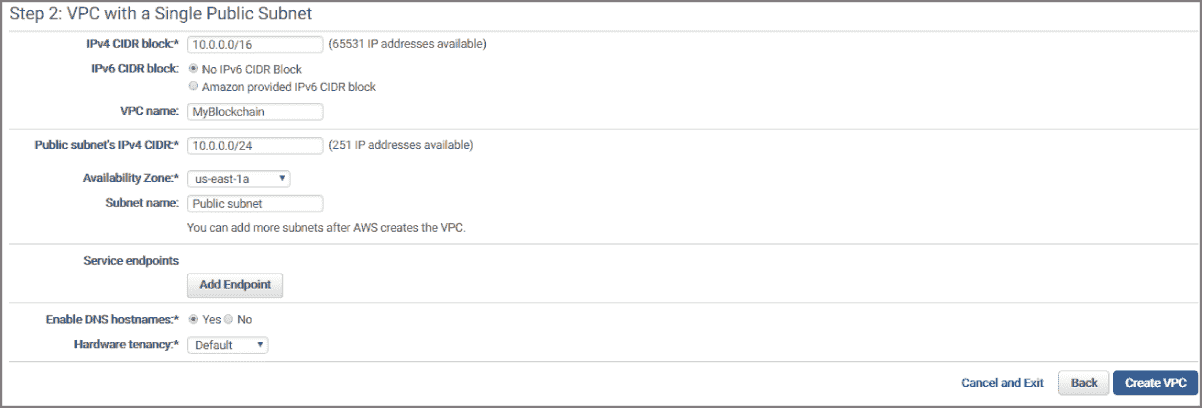 Step 2: VPC with a Single Public Subnet
IPv4 CIDR block:* 10.0.0.0/16 (65531 IP addresses available)
IPv6 CIDR block: No IPv6 CIDR Block
Amazon provided IPv6 CIDR block
VPC name: MyBlockchain
Public subnet's IPv4 CIDR:* 10.0.0.0/24 (251 IP addresses available)
Availability Zone:* us-east-1a
Subnet name: Public subnet
You can add more subnets after AWS creates the VPC.
Service endpoints
Add Endpoint
Enable DNS hostnames:* Yes No
Hardware tenancy:* Default
Cancel and Exit Back Create VPC